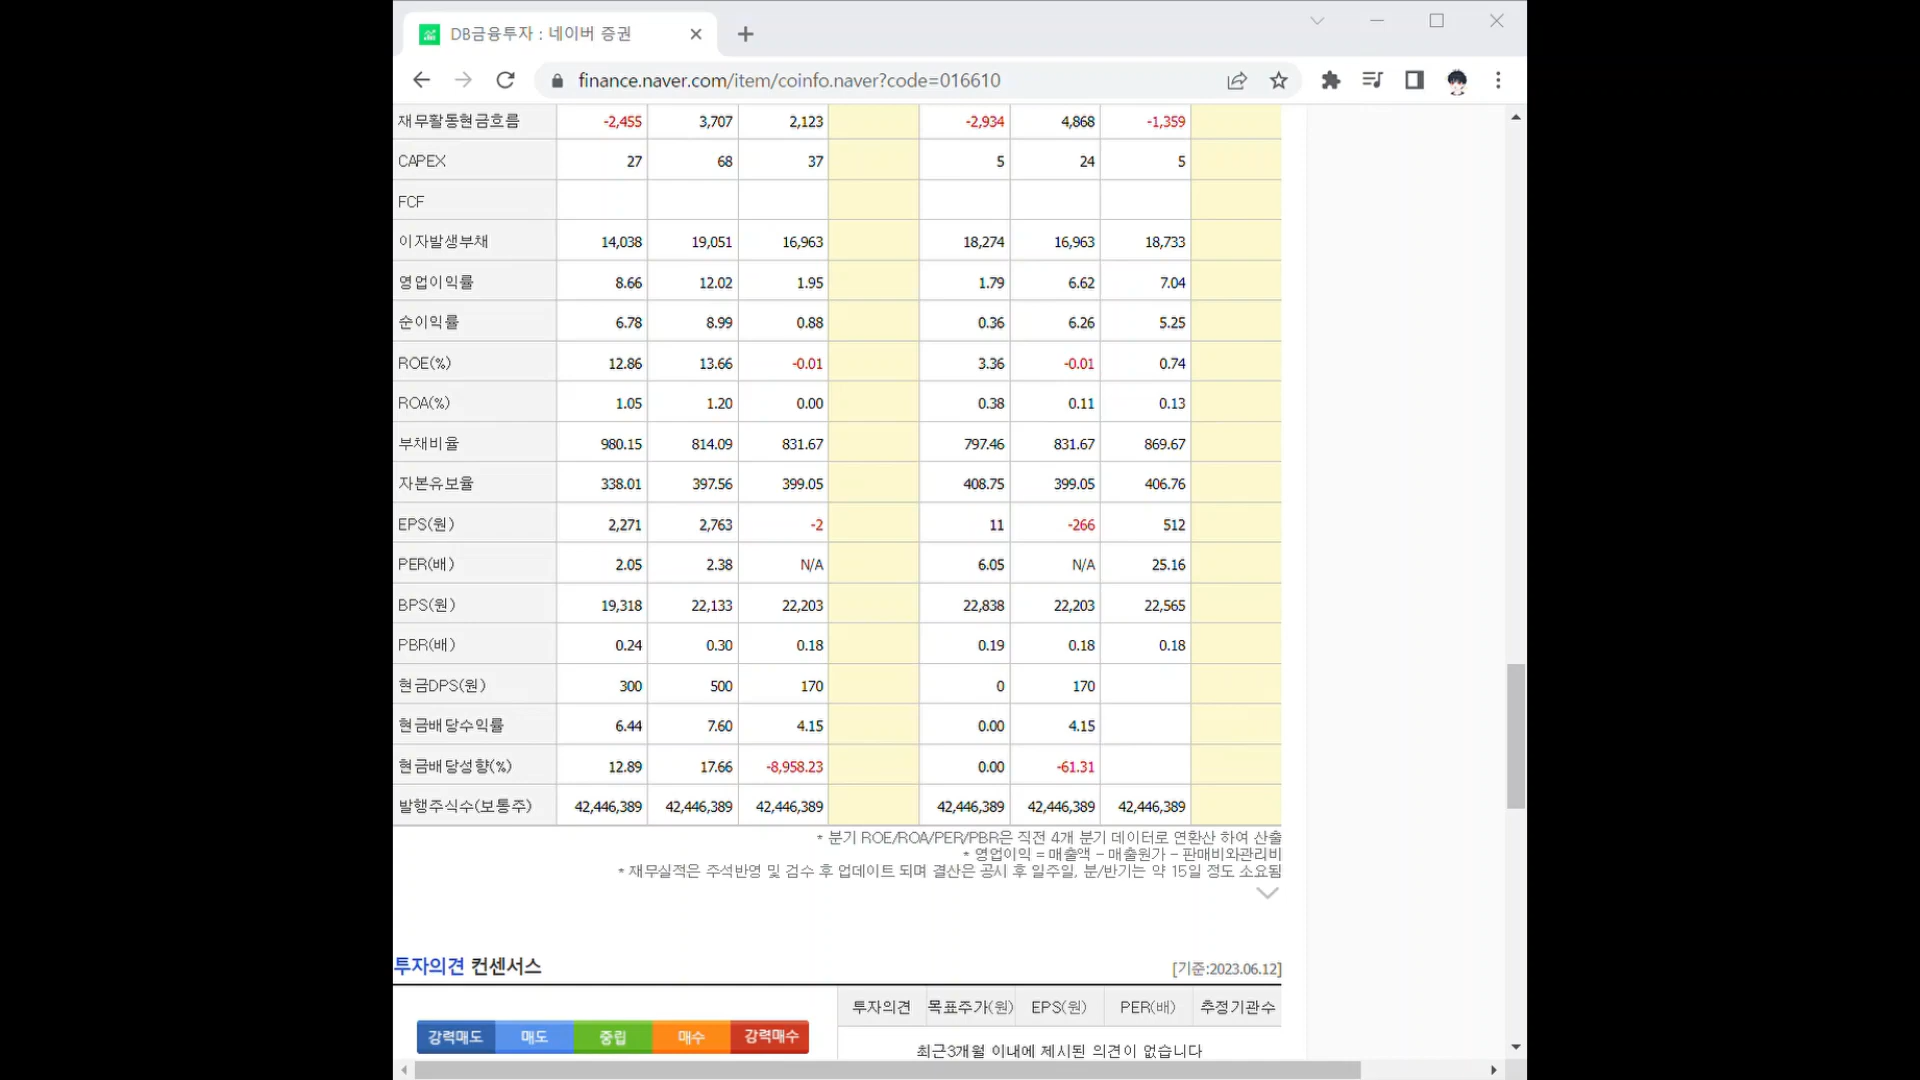 DB금융투자 : 네이버 증권
finance.naver.com/item/coinfo.naver?code=016610
재무활동현금흐름 -2,455 3,707 2,123 -2,934 4,868 -1,359
CAPEX 27 68 37 5 24 5
FCF
이자발생부채 14,038 19,051 16,963 18,274 16,963 18,733
영업이익률 8.66 12.02 1.95 1.79 6.62 7.04
순이익률 6.78 8.99 0.88 0.36 6.26 5.25
ROE(%) 12.86 13.66 -0.01 3.36 -0.01 0.74
ROA(%) 1.05 1.20 0.00 0.38 0.11 0.13
부채비율 980.15 814.09 831.67 797.46 831.67 869.67
자본유보율 338.01 397.56 399.05 408.75 399.05 406.76
EPS(원) 2,271 2,763 -2 11 -266 512
PER(배) 2.05 2.38 N/A 6.05 N/A 25.16
BPS(원) 19,318 22,133 22,203 22,838 22,203 22,565
PBR(배) 0.24 0.30 0.18 0.19 0.18 0.18
현금DPS(원) 300 500 170 0 170
현금배당수익률 6.44 7.60 4.15 0.00 4.15
현금배당성향(%) 12.89 17.66 -8,958.23 0.00 -61.31
발행주식수(보통주) 42,446,389 42,446,389 42,446,389 42,446,389 42,446,389 42,446,389
* 분기 ROE/ROA/PER/PBR은 직전 4개 분기 데이터로 연환산 하여 산출
* 영업이익 = 매출액 - 매출원가 - 판매비와관리비
* 재무실적은 주석반영 및 검수 후 업데이트 되며 결산은 공시 후 일주일, 분/반기는 약 15일 정도 소요됨
투자의견 컨센서스 [기준:2023.06.12]
투자의견 목표주가(원) EPS(원) PER(배) 추정기관수
강력매도 매도 중립 매수 강력매수
최근3개월 이내에 제시된 의견이 없습니다